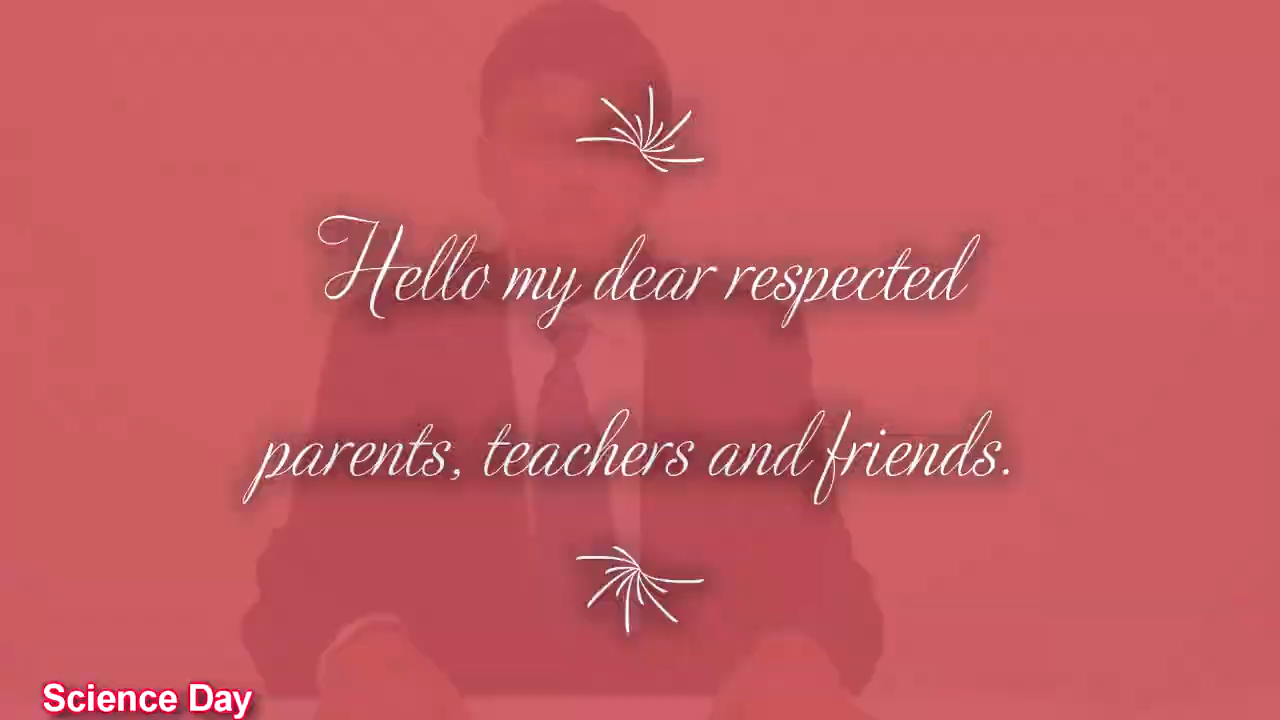 Hello my dear respected
parents, teachers and friends.
Science Day